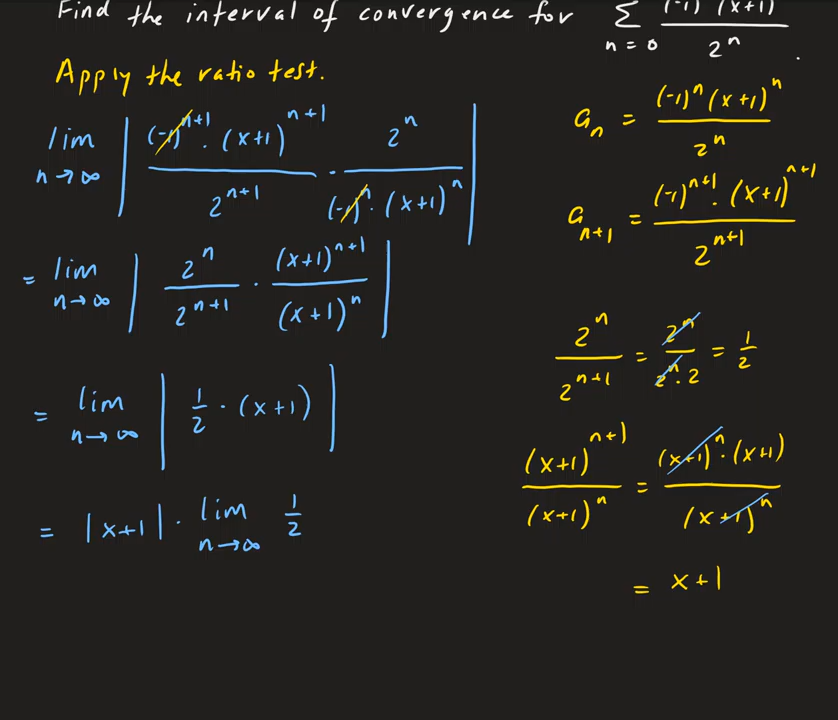 Find the interval of convergence for ∑ n=0 (-1) (x+1) / 2^n .
Apply the ratio test.
lim n→∞ | (-1)^n+1 · (x+1)^n+1 / 2^n+1 · 2^n / (-1)^n · (x+1)^n |
= lim n→∞ | 2^n / 2^n+1 · (x+1)^n+1 / (x+1)^n |
= lim n→∞ | 1/2 · (x+1) |
= |x+1| · lim n→∞ 1/2
a_n = (-1)^n (x+1)^n / 2^n
a_n+1 = (-1)^n+1 · (x+1)^n+1 / 2^n+1
2^n / 2^n+1 = 2^n / 2^n · 2 = 1/2
(x+1)^n+1 / (x+1)^n = (x+1)^n · (x+1) / (x+1)^n
= x+1